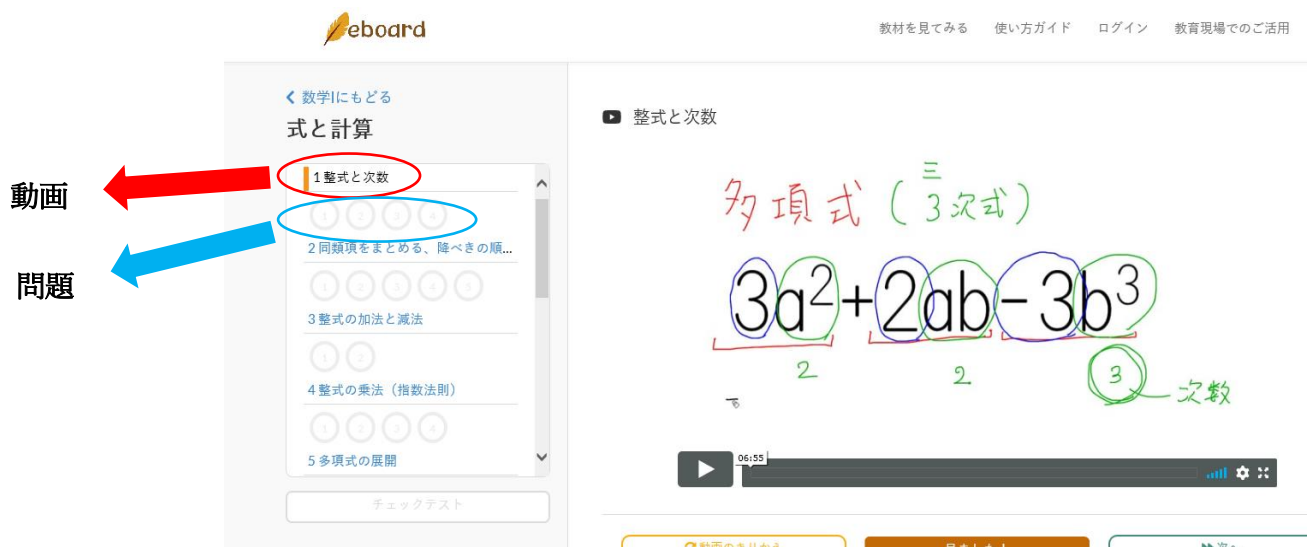 eboard
教材を見てみる 使い方ガイド ログイン 教育現場でのご活用
数学Iにもどる
式と計算
1 整式と次数
1 2 3 4
2 同類項をまとめる、降べきの順...
1 2 3 4 5
3 整式の加法と減法
1 2
4 整式の乗法（指数法則）
1 2 3 4
5 多項式の展開
チェックテスト
動画
問題
整式と次数
三
多項式（3次式）
3a²+2ab-3b³
2 2 3 次数
06:55